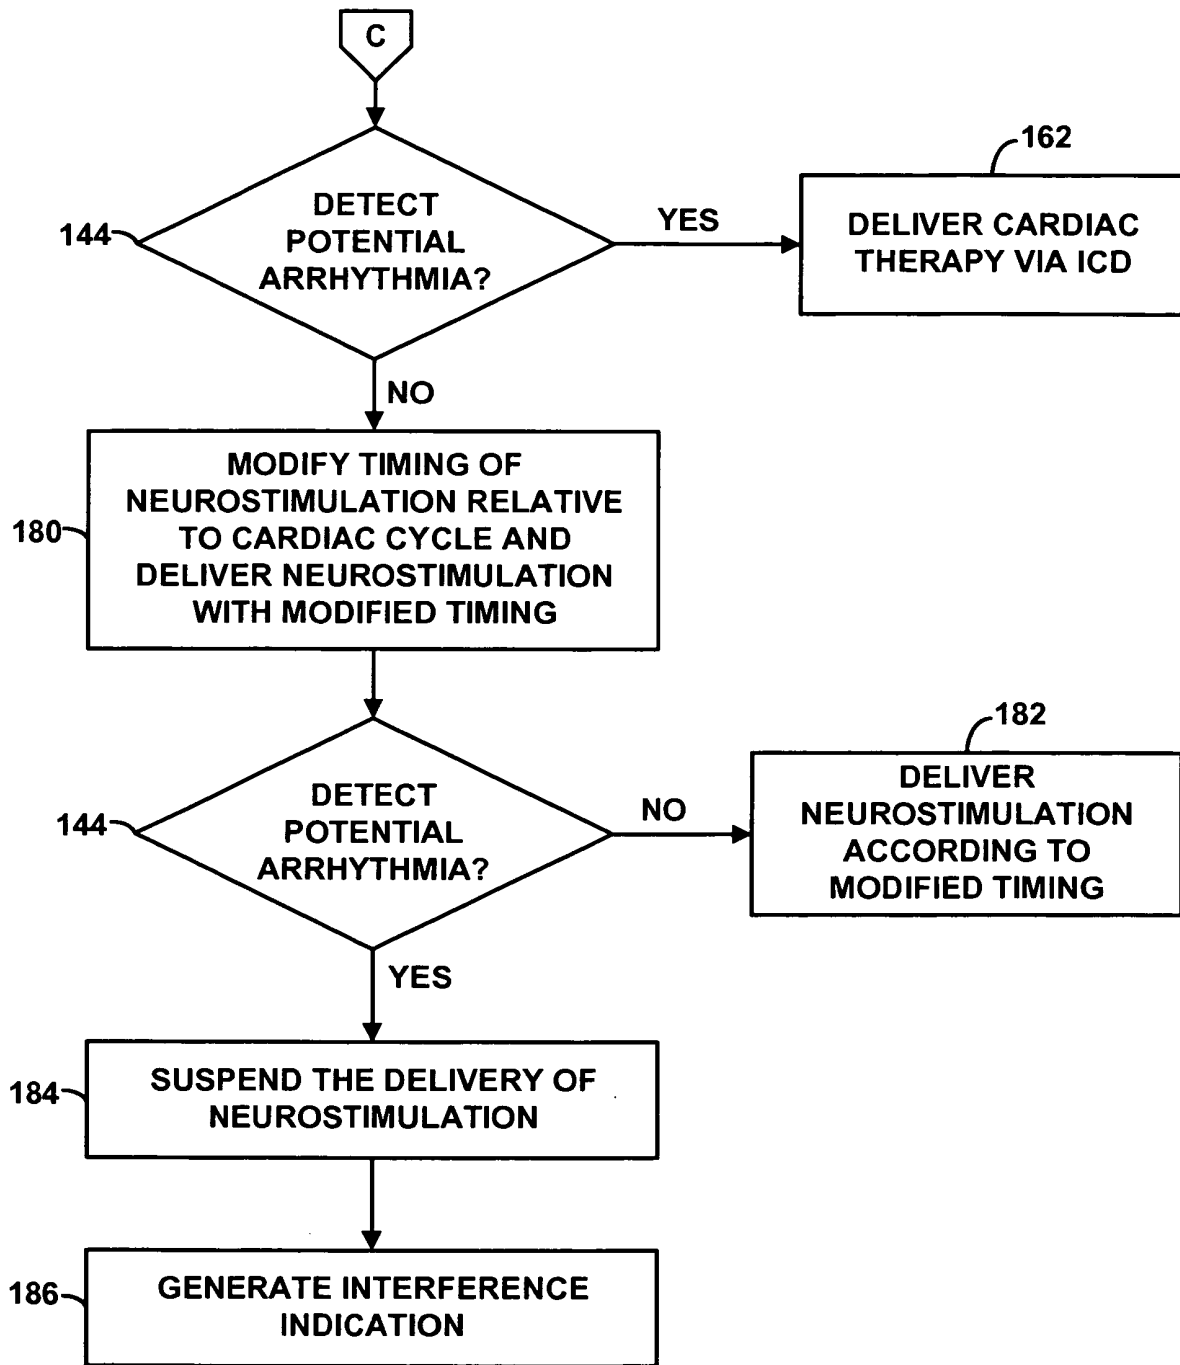 C
162
DETECT
POTENTIAL
ARRHYTHMIA?
144
YES
DELIVER CARDIAC
THERAPY VIA ICD
NO
MODIFY TIMING OF
NEUROSTIMULATION RELATIVE
TO CARDIAC CYCLE AND
DELIVER NEUROSTIMULATION
WITH MODIFIED TIMING
180
182
DETECT
POTENTIAL
ARRHYTHMIA?
144
NO
DELIVER
NEUROSTIMULATION
ACCORDING TO
MODIFIED TIMING
YES
SUSPEND THE DELIVERY OF
NEUROSTIMULATION
184
GENERATE INTERFERENCE
INDICATION
186